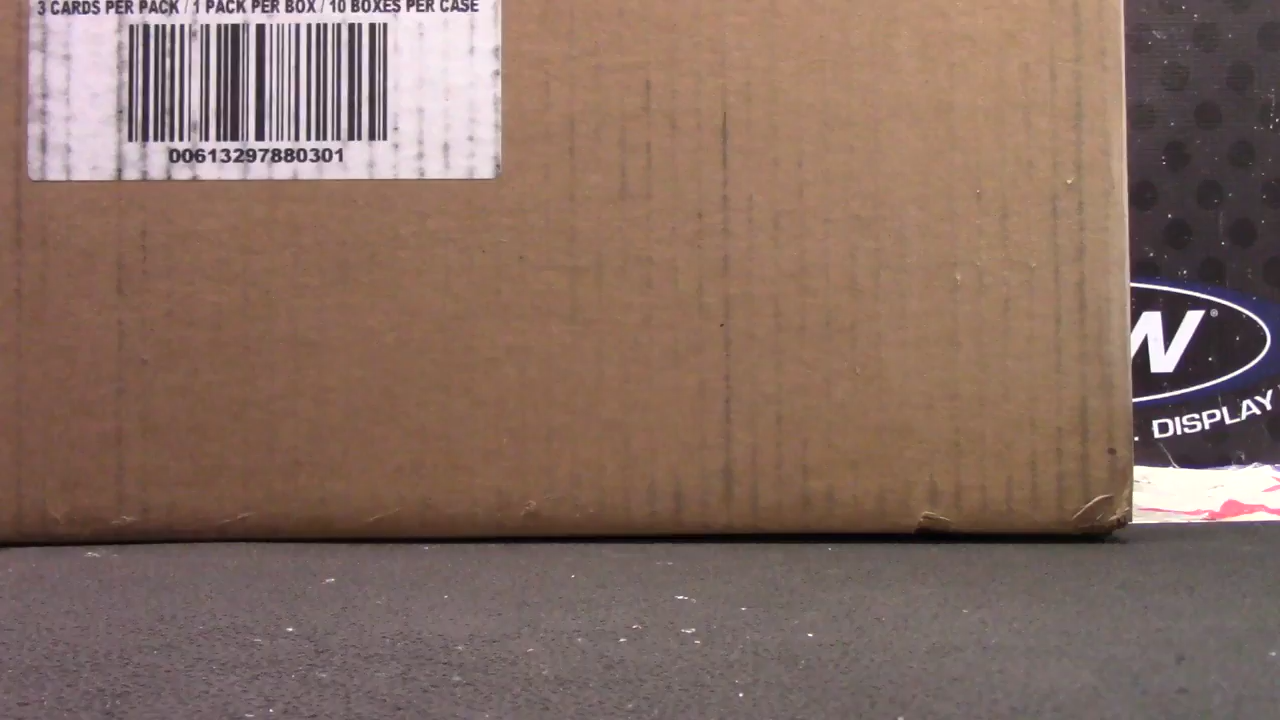 3 CARDS PER PACK / 1 PACK PER BOX / 10 BOXES PER CASE
00613297880301
W®
. DISPLAY